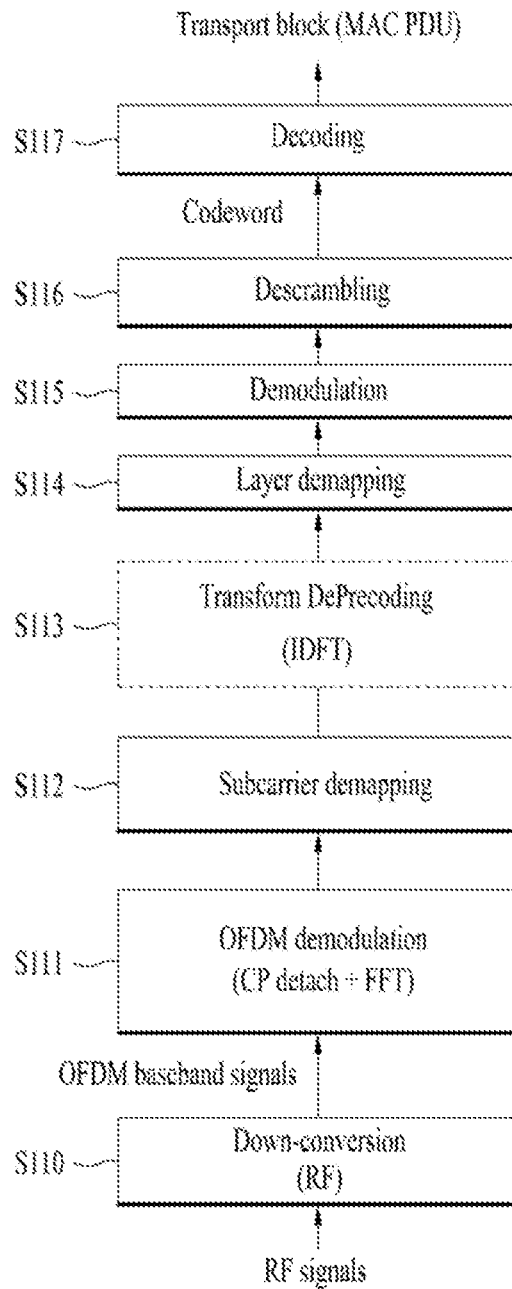 Transport block (MAC PDU)
S117
Decoding
Codeword
S116
Descrambling
S115
Demodulation
S114
Layer demapping
S113
Transform DePrecoding
(IDFT)
S112
Subcarrier demapping
S111
OFDM demodulation
(CP detach + FFT)
OFDM baseband signals
S110
Down-conversion
(RF)
RF signals